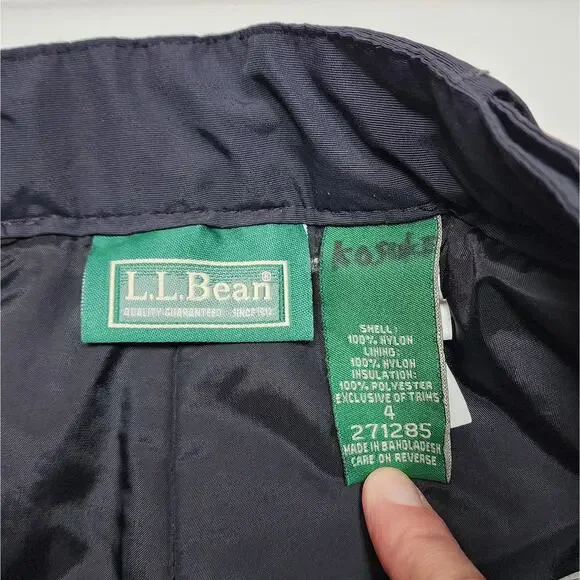 L.L.Bean®
QUALITY GUARANTEED SINCE 1912
SHELL:
100% NYLON
LINING:
100% NYLON
INSULATION:
100% POLYESTER
EXCLUSIVE OF TRIMS
4
271285
MADE IN BANGLADESH
CARE ON REVERSE